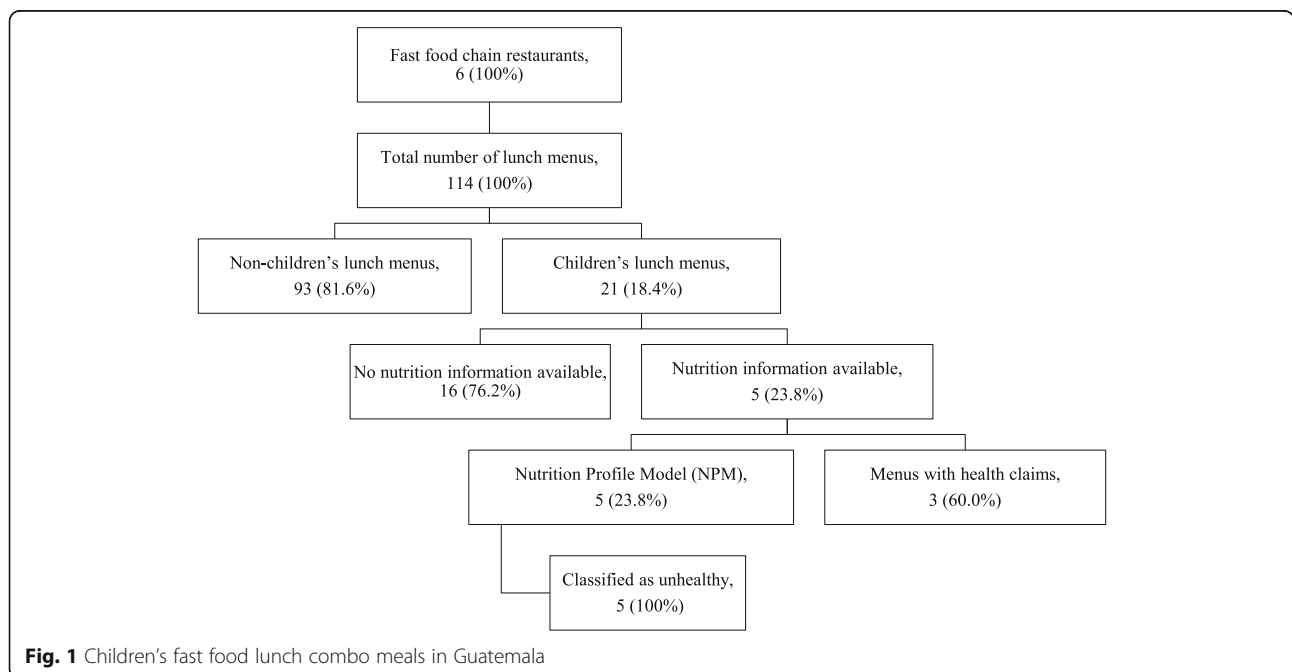 Fast food chain restaurants,
6 (100%)
Total number of lunch menus,
114 (100%)
Non-children’s lunch menus,
93 (81.6%)
Children’s lunch menus,
21 (18.4%)
No nutrition information available,
16 (76.2%)
Nutrition information available,
5 (23.8%)
Nutrition Profile Model (NPM),
5 (23.8%)
Menus with health claims,
3 (60.0%)
Classified as unhealthy,
5 (100%)
Fig. 1 Children’s fast food lunch combo meals in Guatemala